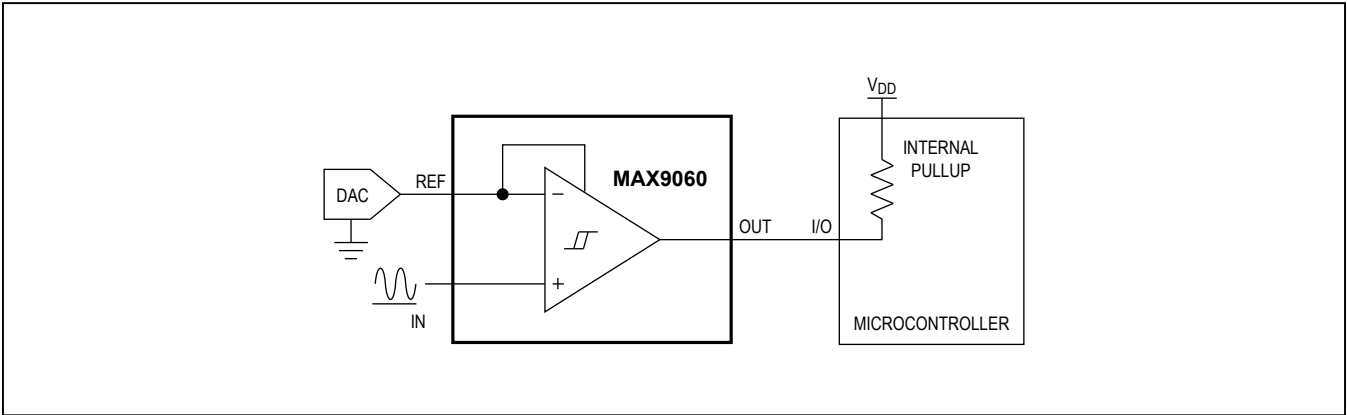 V_DD
INTERNAL
PULLUP
MAX9060
REF
DAC
−
OUT
I/O
+
IN
MICROCONTROLLER